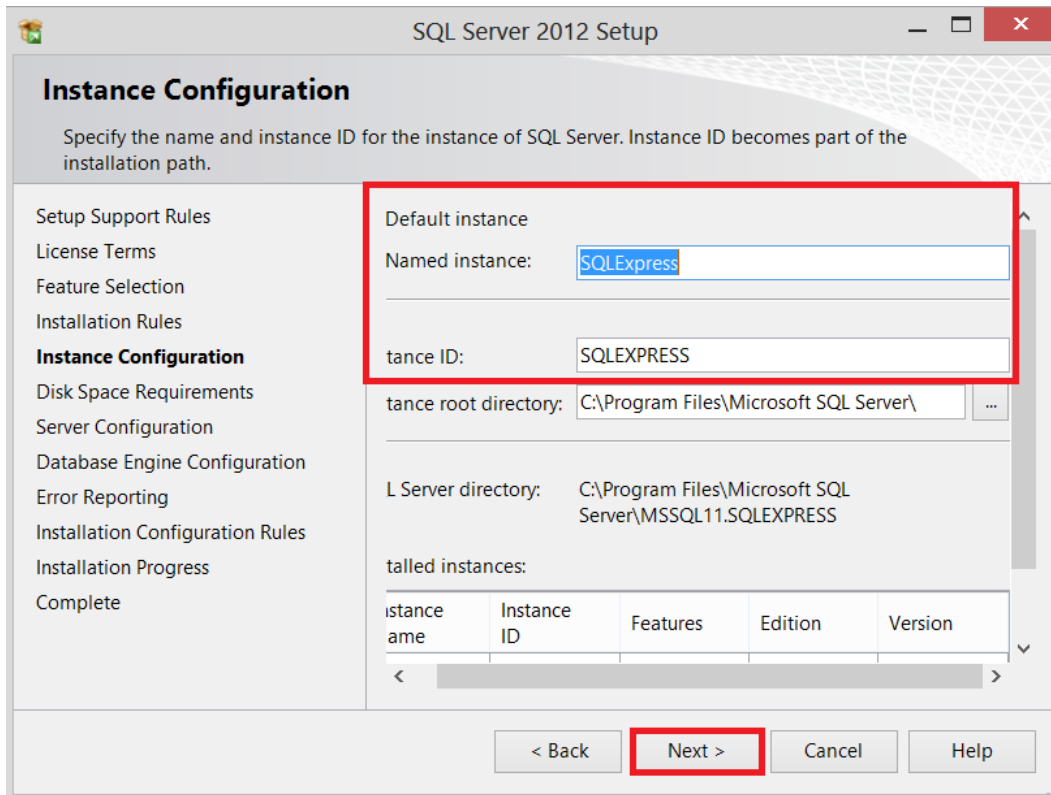 SQL Server 2012 Setup
Instance Configuration
Specify the name and instance ID for the instance of SQL Server. Instance ID becomes part of the
installation path.
Setup Support Rules
License Terms
Feature Selection
Installation Rules
Instance Configuration
Disk Space Requirements
Server Configuration
Database Engine Configuration
Error Reporting
Installation Configuration Rules
Installation Progress
Complete
Default instance
Named instance: SQLExpress
tance ID: SQLEXPRESS
tance root directory: C:\Program Files\Microsoft SQL Server\ ...
L Server directory: C:\Program Files\Microsoft SQL
Server\MSSQL11.SQLEXPRESS
talled instances:
nstance Instance Features Edition Version
ame ID
< Back Next > Cancel Help